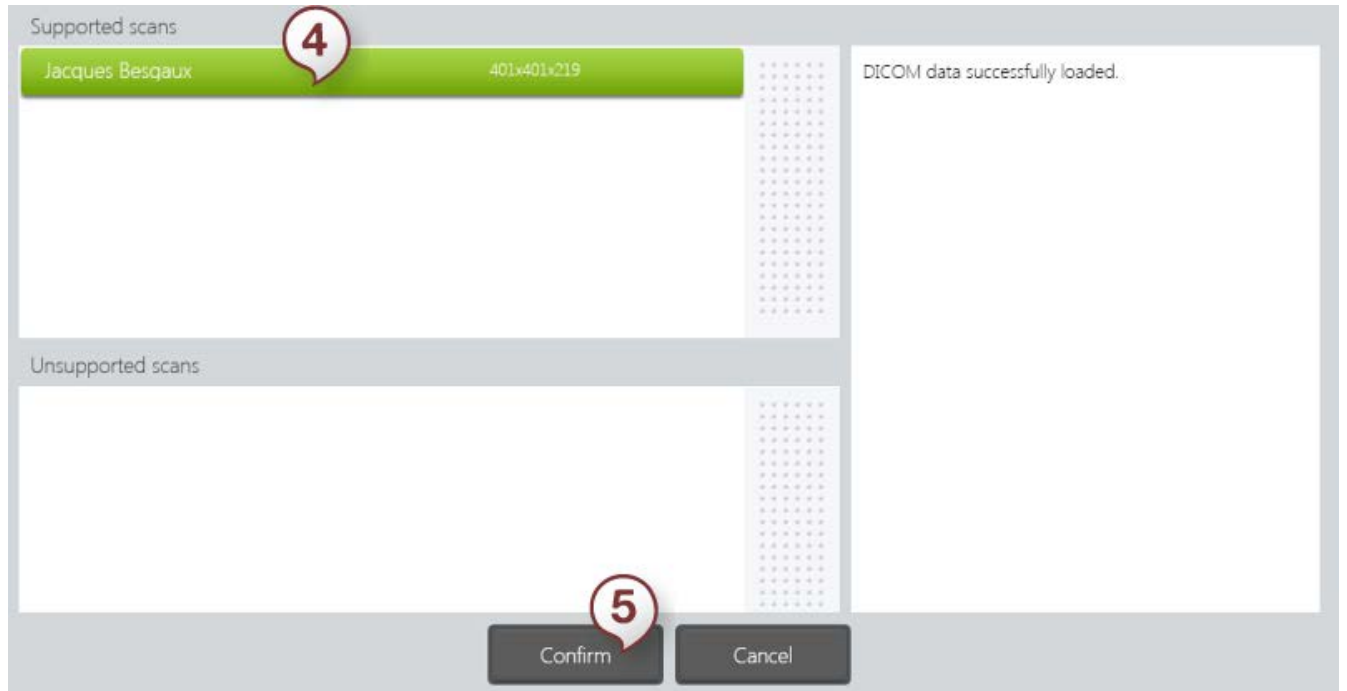 Supported scans
4
Jacques Besqaux 401x401x219
DICOM data successfully loaded.
Unsupported scans
5
Confirm Cancel